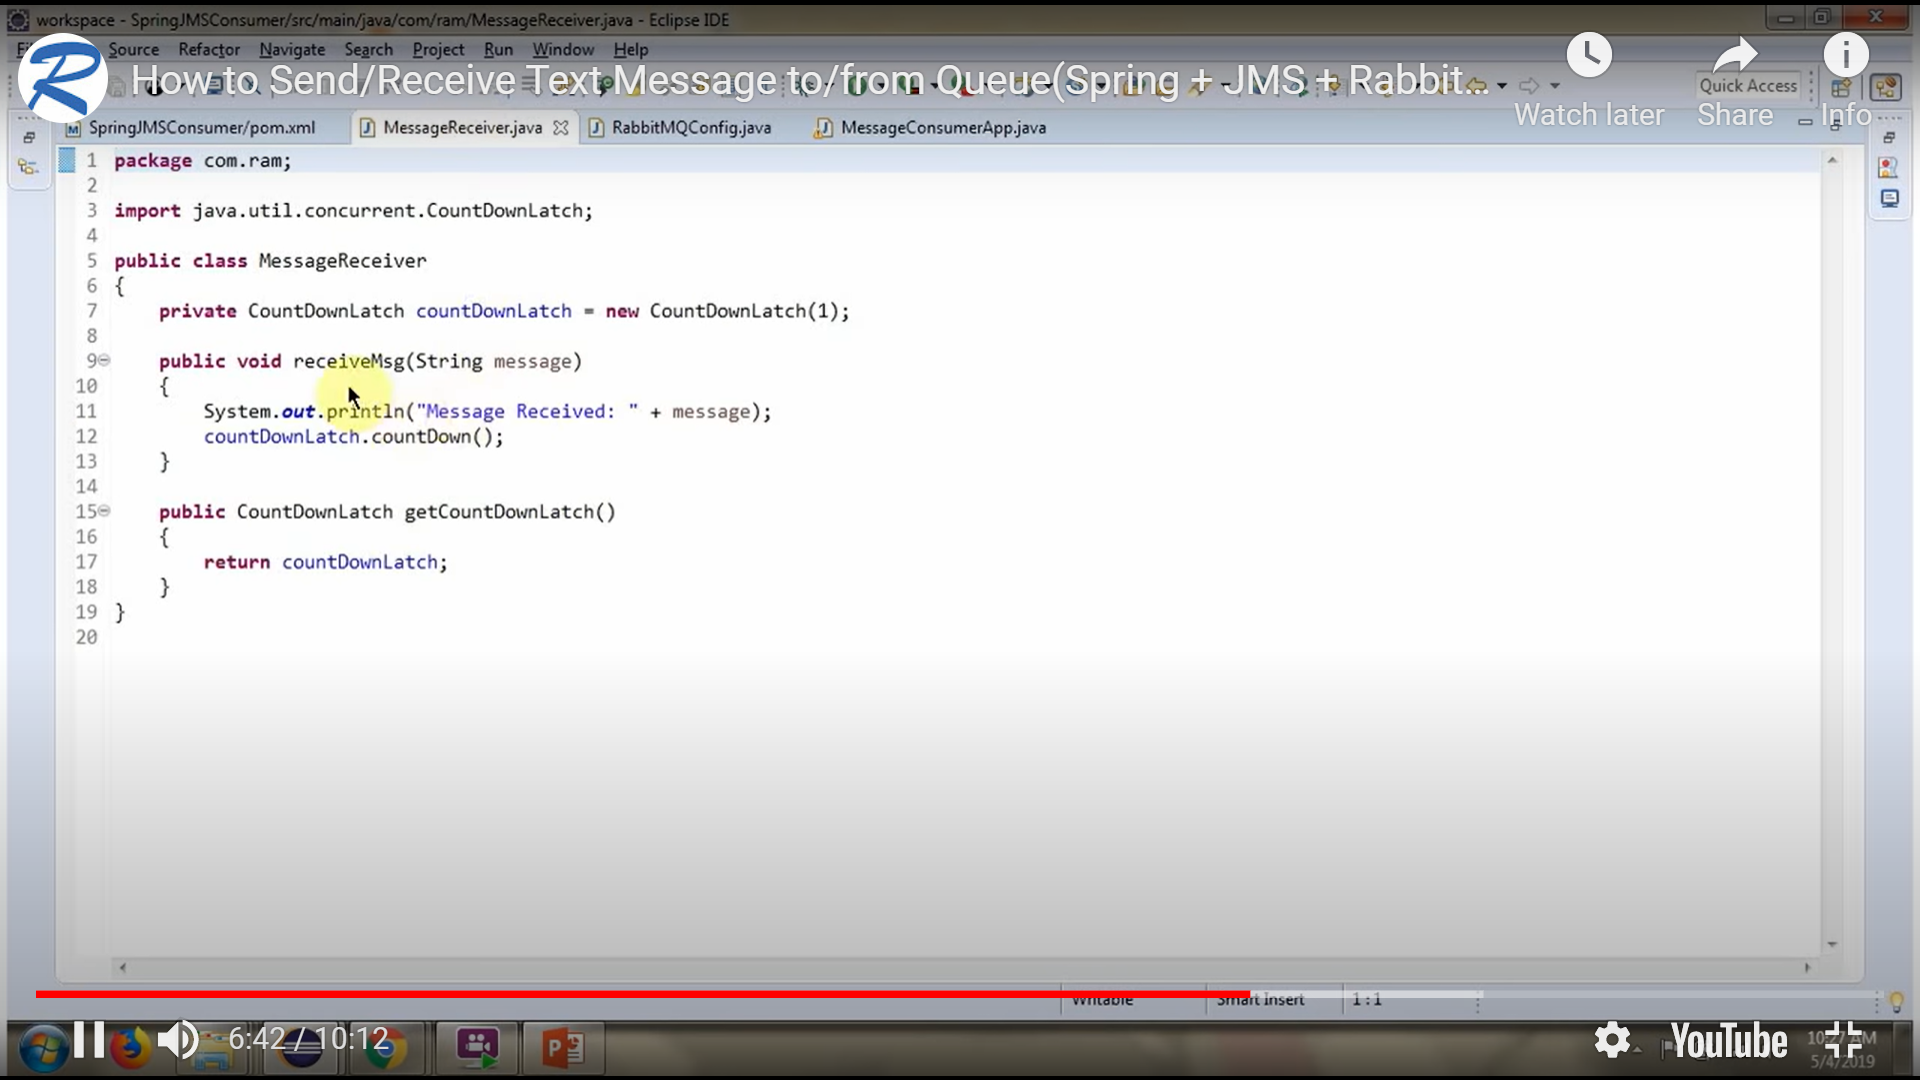 workspace - SpringJMSConsumer/src/main/java/com/ram/MessageReceiver.java - Eclipse IDE
Source Refactor Navigate Search Project Run Window Help
R How to Send/Receive Text Message to/from Queue(Spring + JMS + Rabbit...
Quick Access
Watch later Share Info
SpringJMSConsumer/pom.xml MessageReceiver.java RabbitMQConfig.java MessageConsumerApp.java
1 package com.ram;
2
3 import java.util.concurrent.CountDownLatch;
4
5 public class MessageReceiver
6 {
7 private CountDownLatch countDownLatch = new CountDownLatch(1);
8
9 public void receiveMsg(String message)
10 {
11 System.out.println("Message Received: " + message);
12 countDownLatch.countDown();
13 }
14
15 public CountDownLatch getCountDownLatch()
16 {
17 return countDownLatch;
18 }
19 }
20
Writable Smart Insert 1:1
6:42 / 10:12
YouTube
10:27 AM
5/4/2019